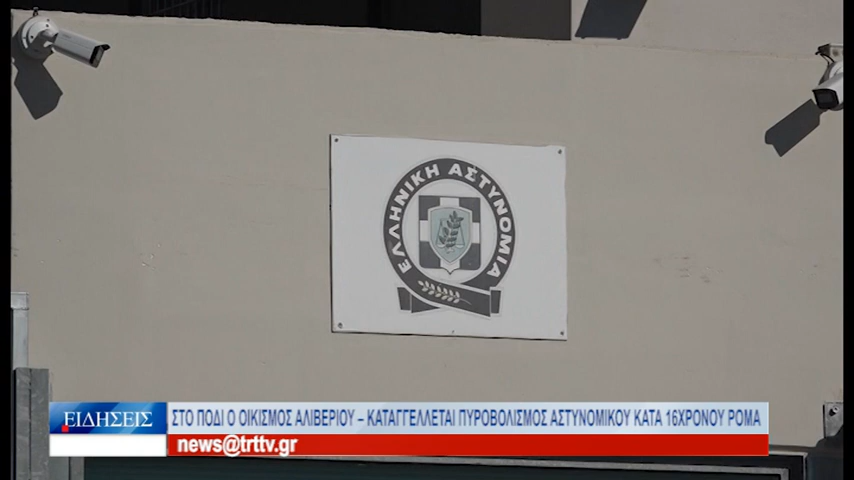 ΕΛΛΗΝΙΚΗ ΑΣΤΥΝΟΜΙΑ
ΕΙΔΗΣΕΙΣ
ΣΤΟ ΠΟΔΙ Ο ΟΙΚΙΣΜΟΣ ΑΛΙΒΕΡΙΟΥ – ΚΑΤΑΓΓΕΛΛΕΤΑΙ ΠΥΡΟΒΟΛΙΣΜΟΣ ΑΣΤΥΝΟΜΙΚΟΥ ΚΑΤΑ 16ΧΡΟΝΟΥ ΡΟΜΑ
news@trttv.gr